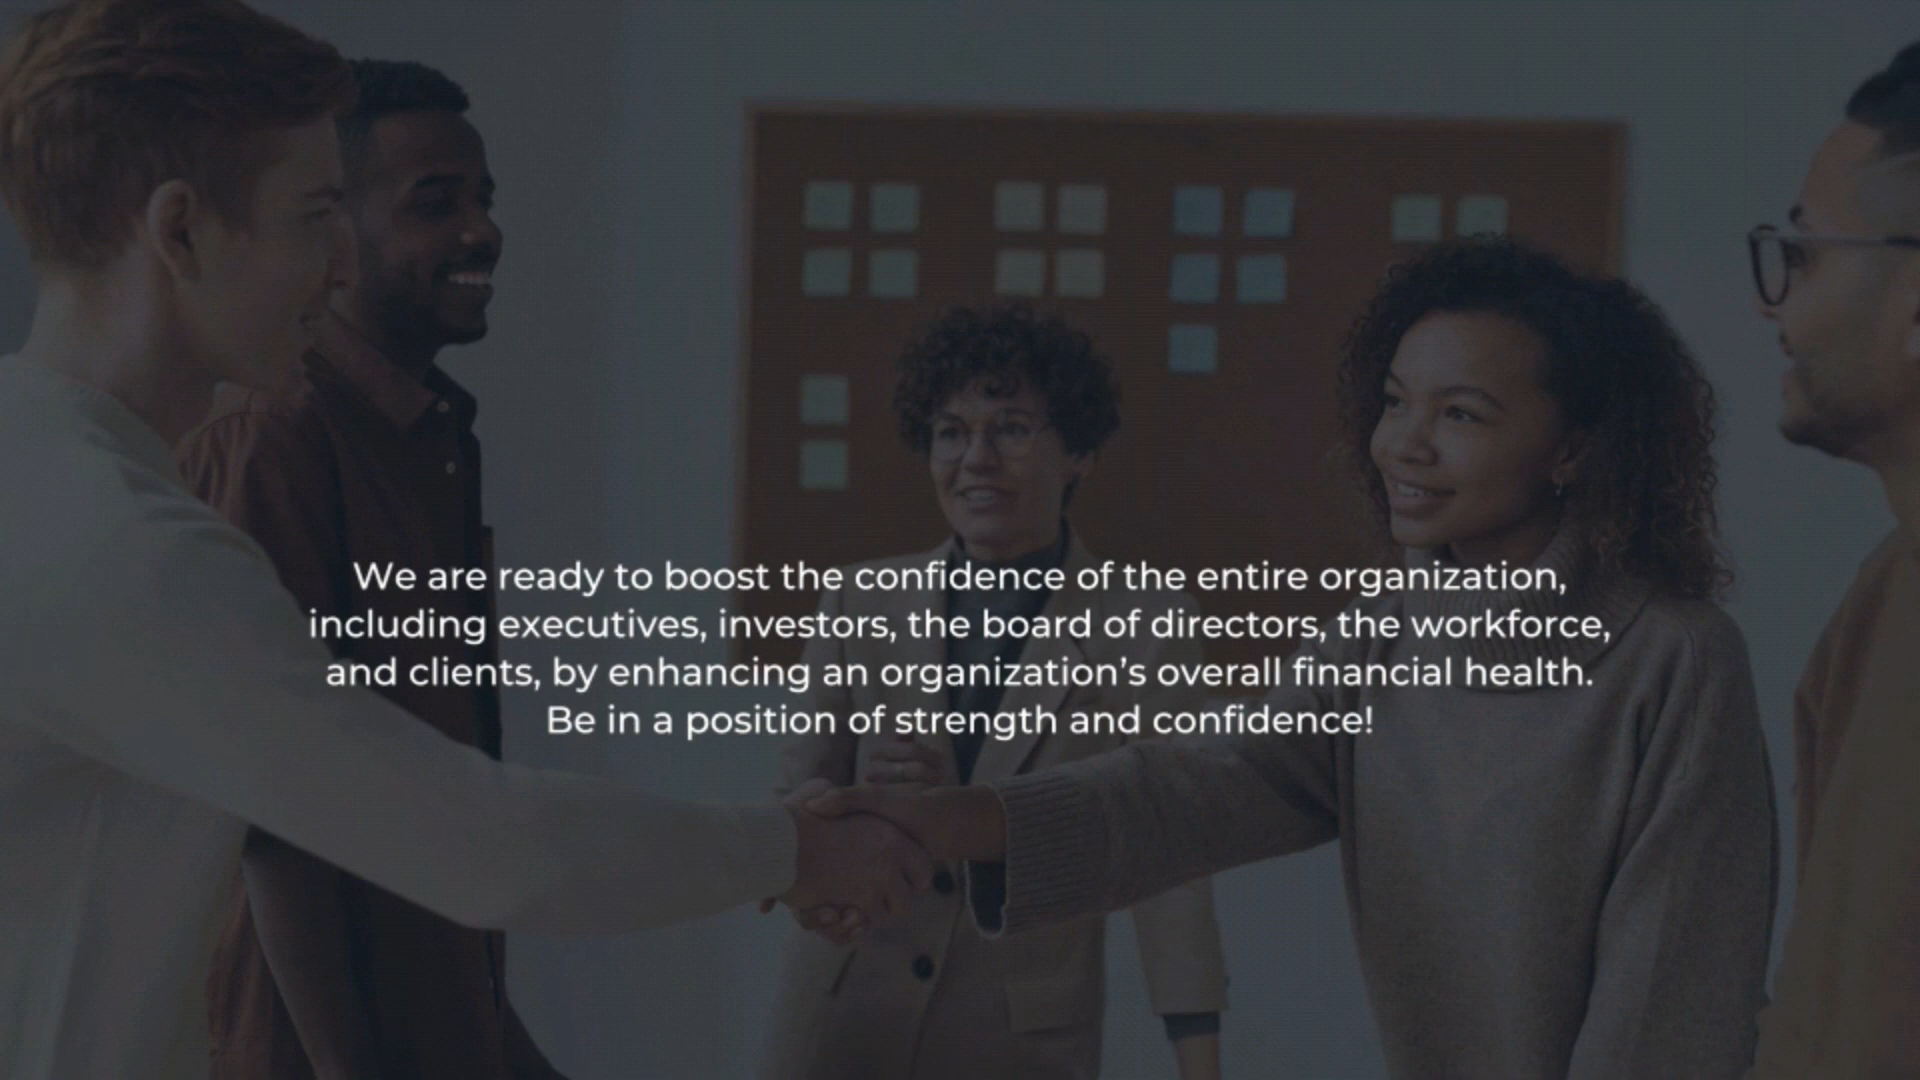 We are ready to boost the confidence of the entire organization,
including executives, investors, the board of directors, the workforce,
and clients, by enhancing an organization’s overall financial health.
Be in a position of strength and confidence!